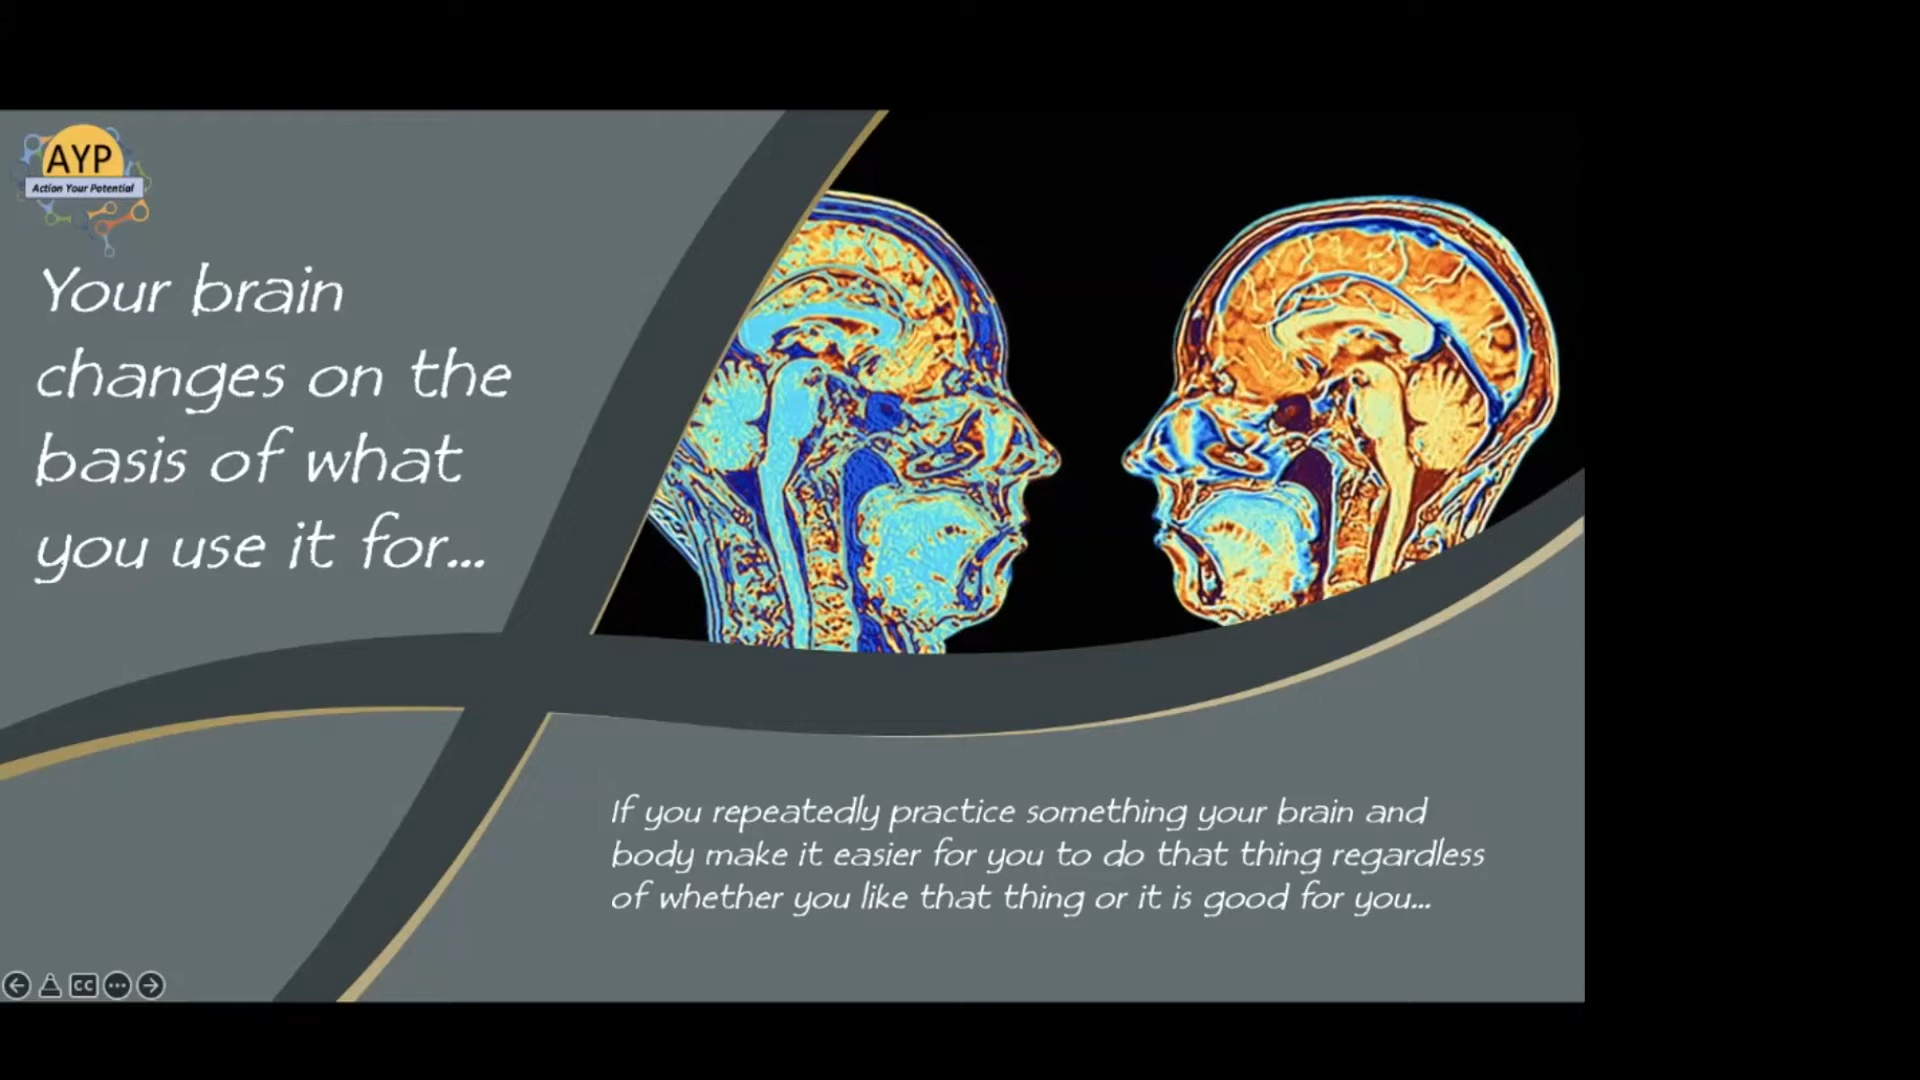 AYP
Action Your Potential
Your brain
changes on the
basis of what
you use it for...
If you repeatedly practice something your brain and
body make it easier for you to do that thing regardless
of whether you like that thing or it is good for you...
CC